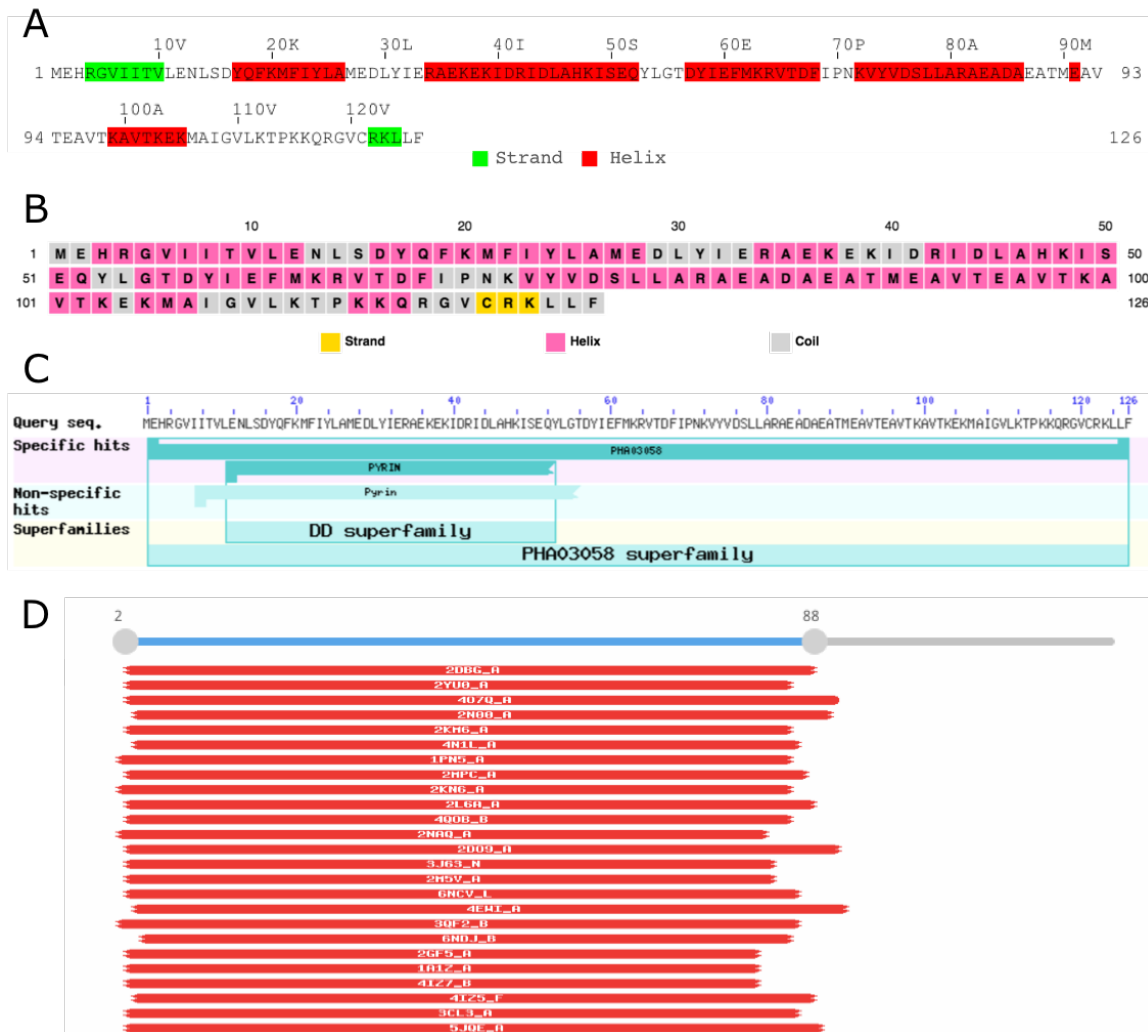 A
10V 20K 30L 40I 50S 60E 70P 80A 90M
1 MEHRGVIITVLENLSDYQFKMFIYLAMEDLYIERAEKEKIDRIDLAHKISEQYLGTDYIEFMKRVTDFIPNKVYVDSLLARAEADAEATMEAV 93
100A 110V 120V
94 TEAVTKAVTKEKMAIGVLKTPKKQRGVCRKLLF 126
Strand Helix
B
10 20 30 40 50
1 M E H R G V I I T V L E N L S D Y Q F K M F I Y L A M E D L Y I E R A E K E K I D R I D L A H K I S 50
51 E Q Y L G T D Y I E F M K R V T D F I P N K V Y V D S L L A R A E A D A E A T M E A V T E A V T K A 100
101 V T K E K M A I G V L K T P K K Q R G V C R K L L F 126
Strand Helix Coil
C
1 20 40 60 80 100 120 126
Query seq. MEHRGVIITVLENLSDYQFKMFIYLAMEDLYIERAEKEKIDRIDLAHKISEQYLGTDYIEFMKRVTDFIPNKVYVDSLLARAEADAEATMEAVTEAVTKAVTKEKMAIGVLKTPKKQRGVCRKLLF
Specific hits PHA03058
PYRIN
Non-specific
hits
Pyrin
Superfamilies DD superfamily
PHA03058 superfamily
D
2 88
2DBG_A
2YU0_A
4O7Q_A
2N00_A
2KM6_A
4N1L_A
1PN5_A
2MPC_A
2KN6_A
2L6A_A
4QOB_B
2NAQ_A
2DO9_A
3J63_N
2M5V_A
6NCV_L
4EWI_A
3QF2_B
6NDJ_B
2GF5_A
1A1Z_A
4IZ7_B
4IZ5_F
3CL3_A
5JQE_A